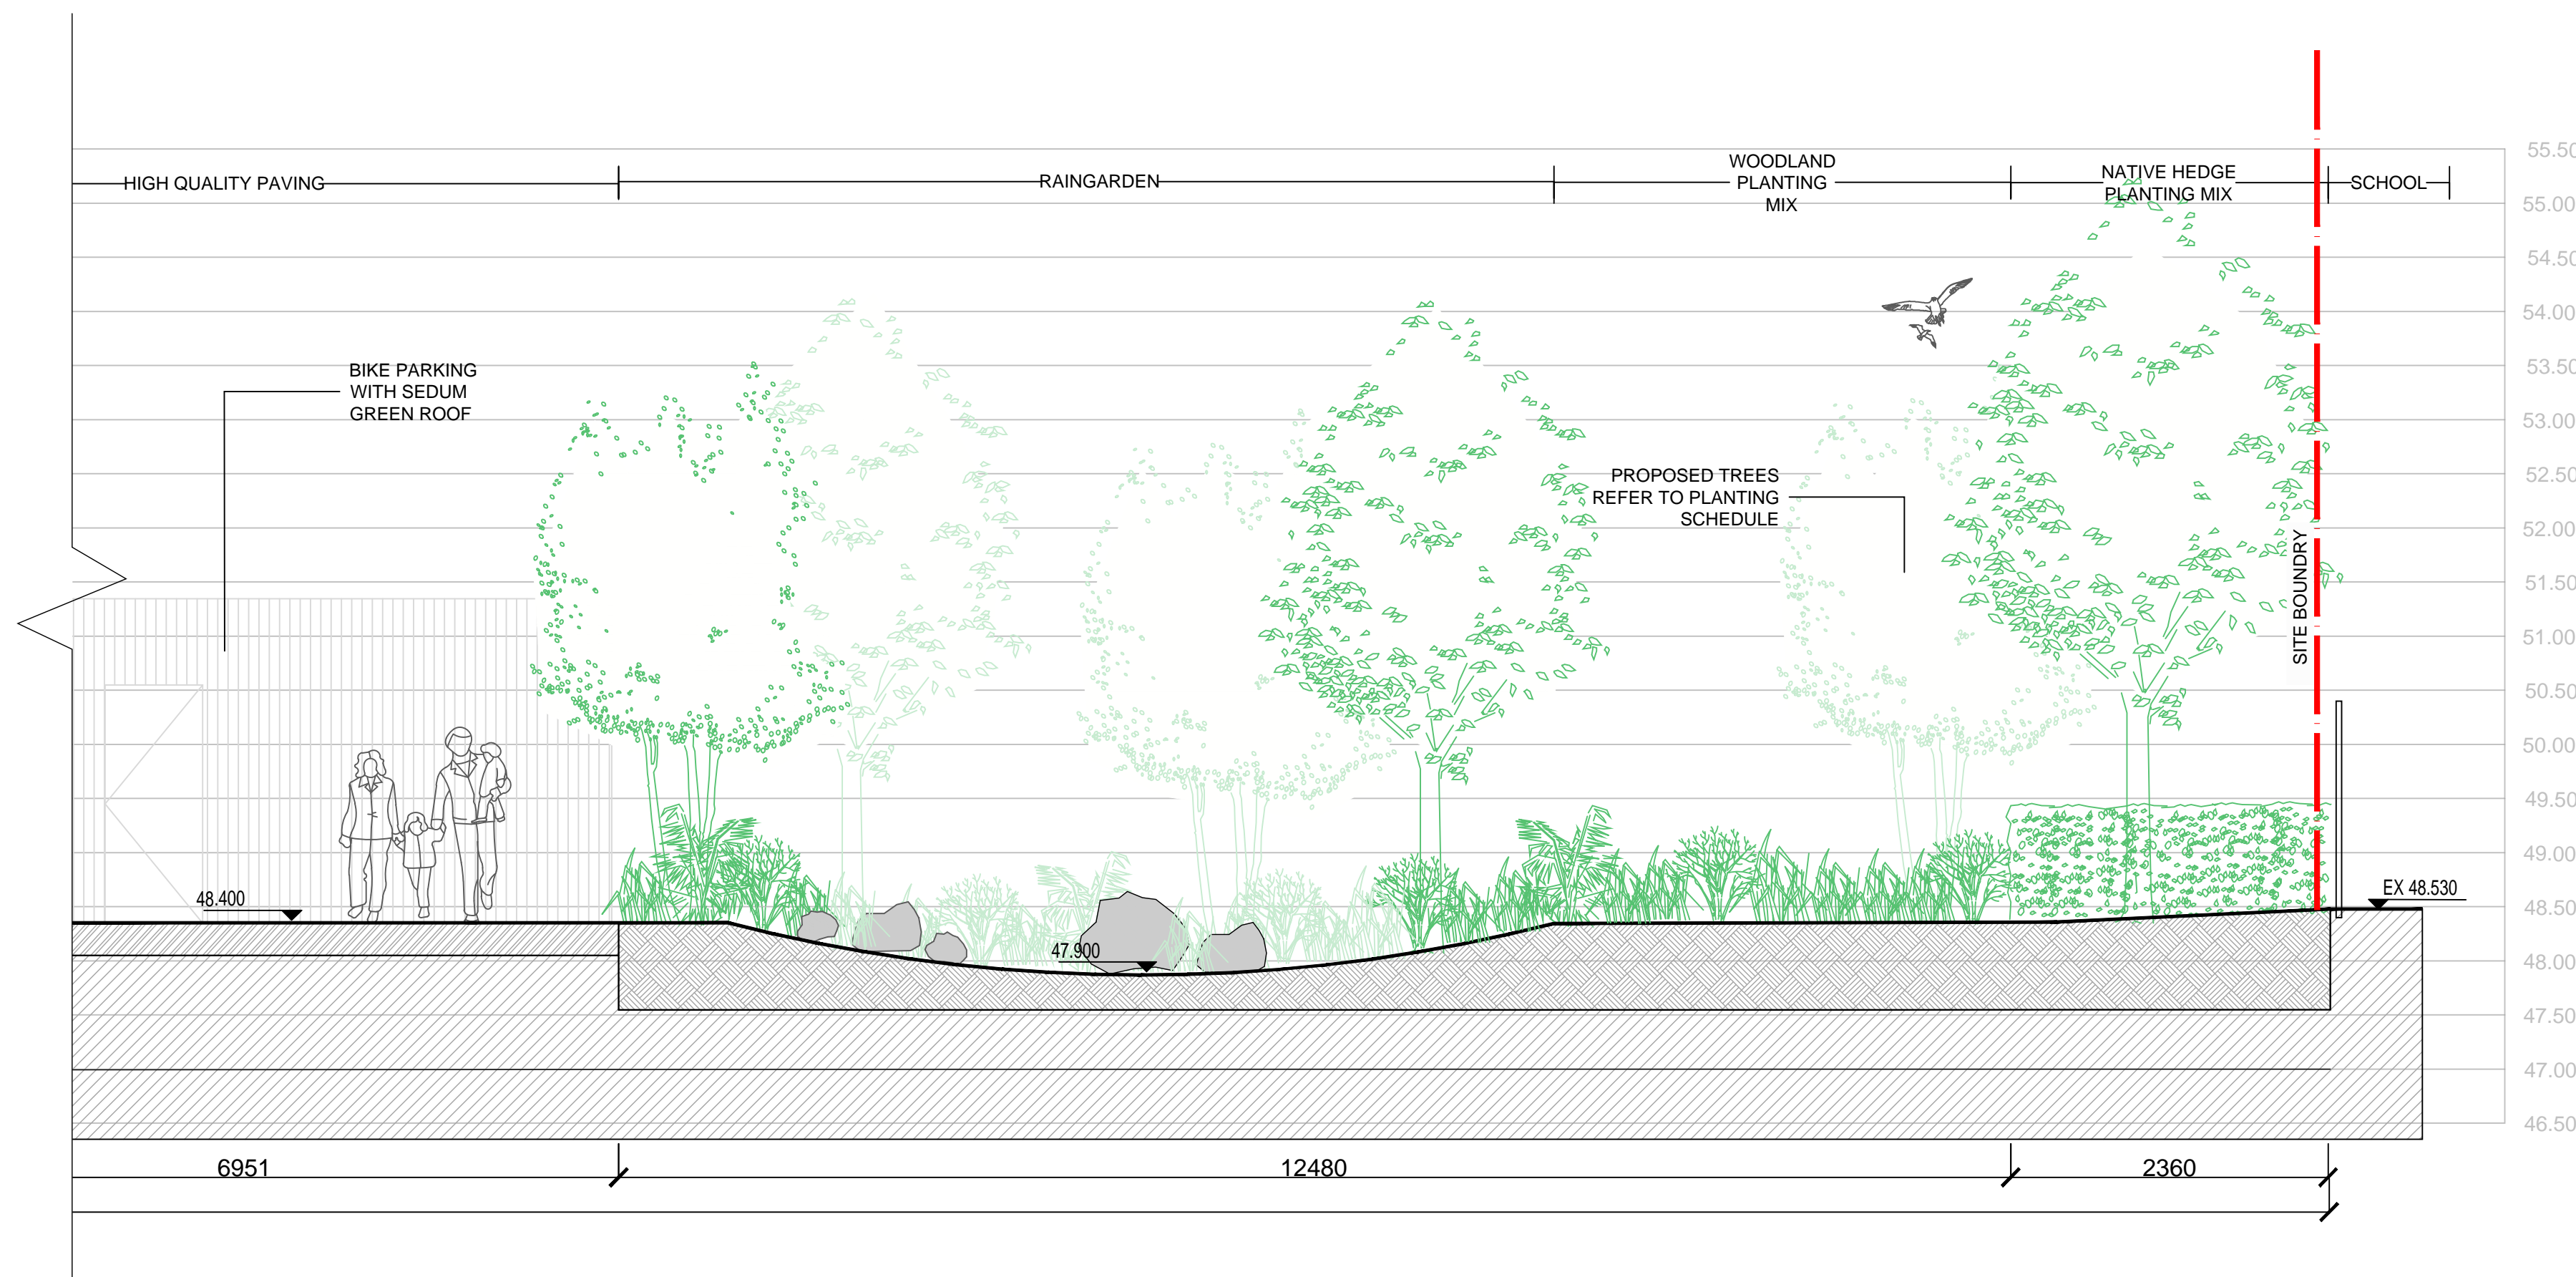 HIGH QUALITY PAVING
RAINGARDEN
WOODLAND
PLANTING
MIX
NATIVE HEDGE
PLANTING MIX
SCHOOL
BIKE PARKING
WITH SEDUM
GREEN ROOF
PROPOSED TREES
REFER TO PLANTING
SCHEDULE
SITE BOUNDRY
48.400
47.900
EX 48.530
55.50
55.00
54.50
54.00
53.50
53.00
52.50
52.00
51.50
51.00
50.50
50.00
49.50
49.00
48.50
48.00
47.50
47.00
46.50
6951
12480
2360